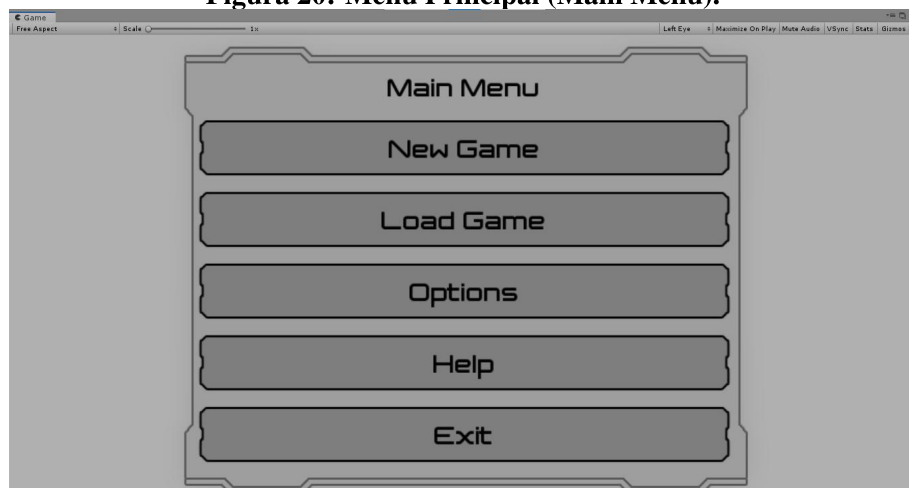 Figura 20: Menu Principal (Main Menu).
Game
Free Aspect Scale 1x Left Eye Maximize On Play Mute Audio VSync Stats Gizmos
Main Menu
New Game
Load Game
Options
Help
Exit